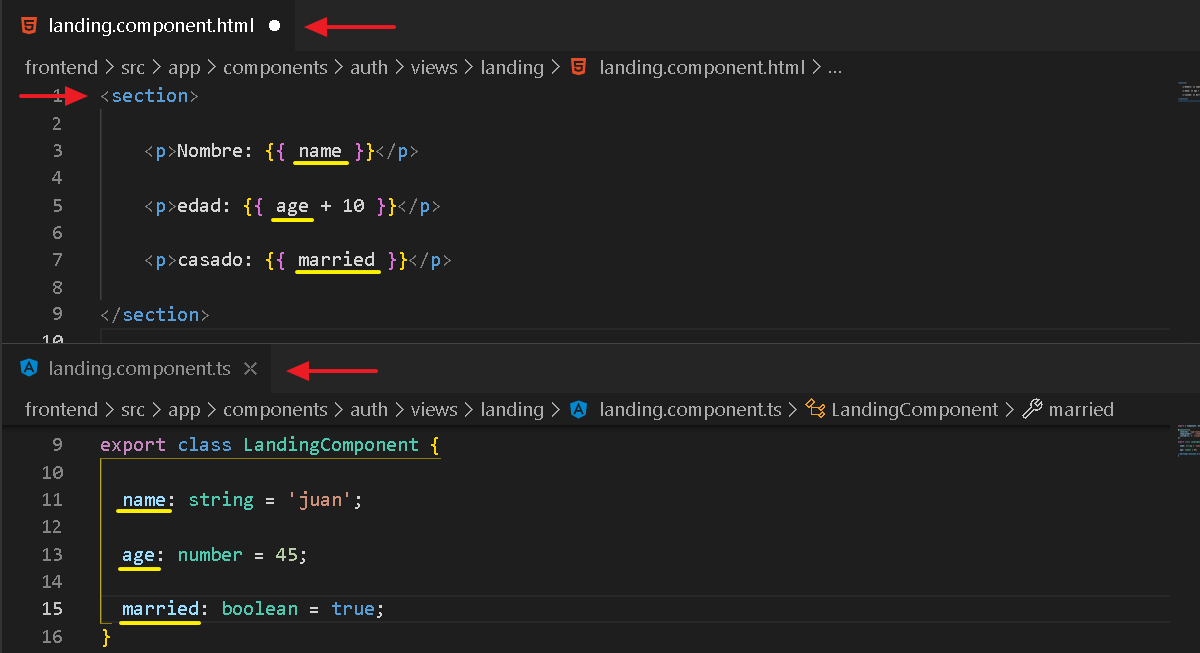 landing.component.html
frontend > src > app > components > auth > views > landing > landing.component.html > ...
1 <section>
2
3 <p>Nombre: {{ name }}</p>
4
5 <p>edad: {{ age + 10 }}</p>
6
7 <p>casado: {{ married }}</p>
8
9 </section>
10
landing.component.ts
frontend > src > app > components > auth > views > landing > landing.component.ts > LandingComponent > married
9 export class LandingComponent {
10
11 name: string = 'juan';
12
13 age: number = 45;
14
15 married: boolean = true;
16 }